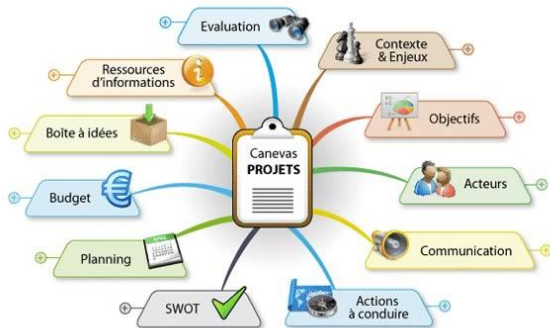 Evaluation
Contexte
& Enjeux
Ressources
d'informations
Objectifs
Boîte à idées
Canevas
PROJETS
Acteurs
Budget
Communication
Planning
SWOT
Actions
à conduire